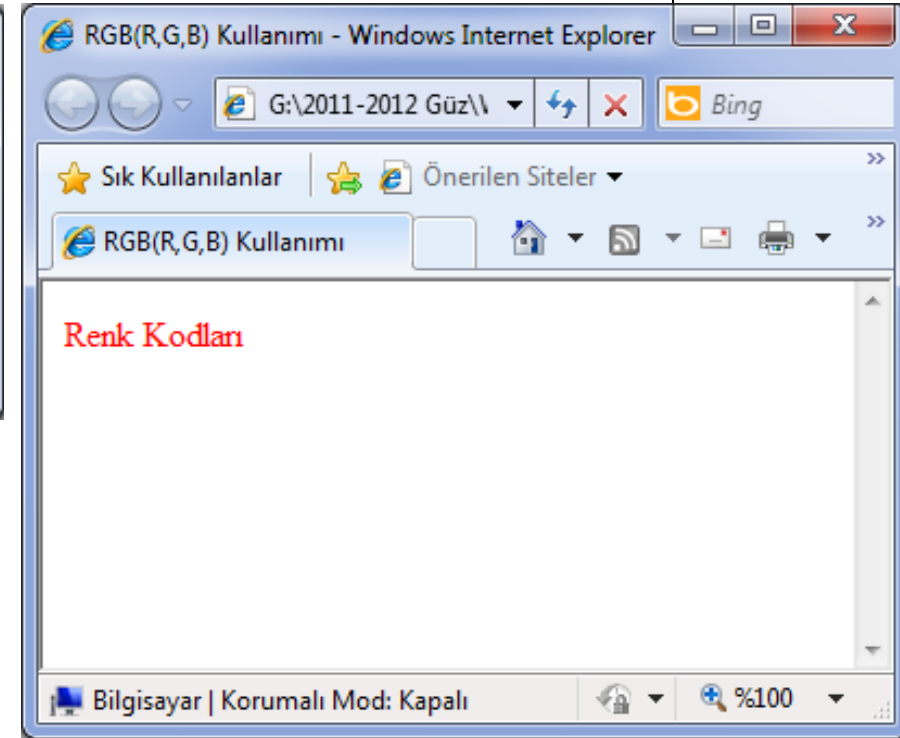 RGB(R,G,B) Kullanımı - Windows Internet Explorer
G:\2011-2012 Güz\\
Bing
Sık Kullanılanlar Önerilen Siteler
RGB(R,G,B) Kullanımı
Renk Kodları
Bilgisayar | Korumalı Mod: Kapalı %100